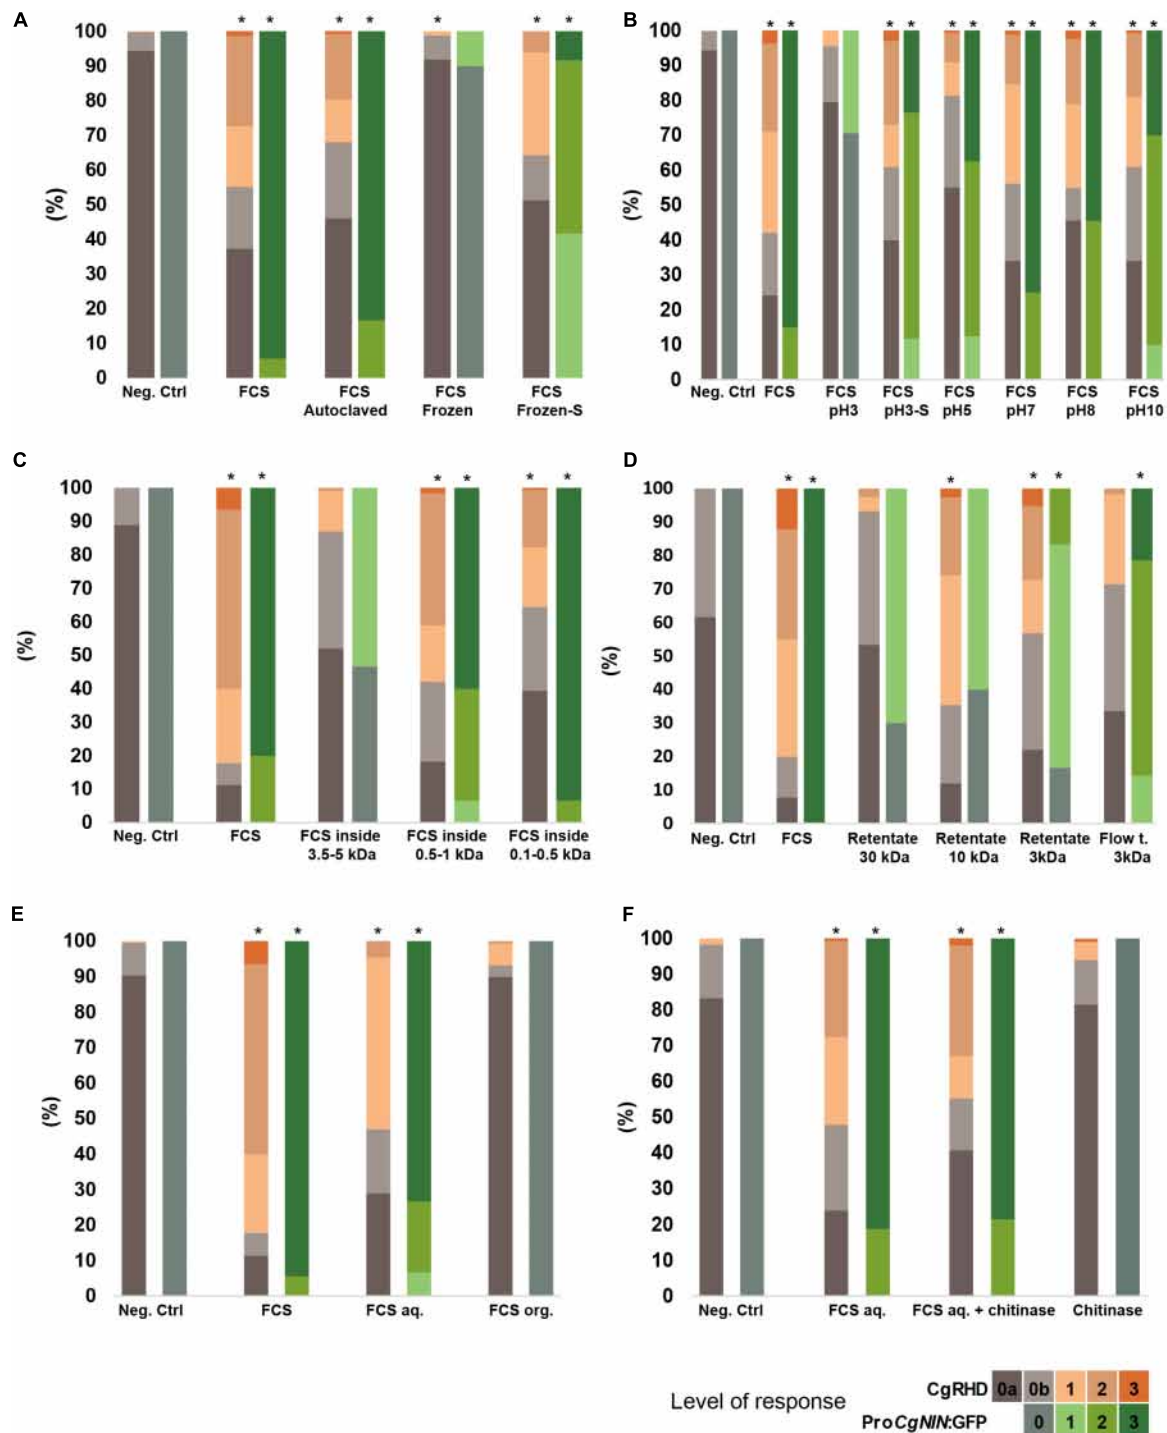 A
* * * * * * *
100
90
80
70
60
50
40
30
20
10
0
(%)
Neg. Ctrl
FCS
FCS Autoclaved
FCS Frozen
FCS Frozen-S
B
* * * * * * * * * * * *
100
90
80
70
60
50
40
30
20
10
0
(%)
Neg. Ctrl
FCS
FCS pH3
FCS pH3-S
FCS pH5
FCS pH7
FCS pH8
FCS pH10
C
* * * * * *
100
90
80
70
60
50
40
30
20
10
0
(%)
Neg. Ctrl
FCS
FCS inside 3.5-5 kDa
FCS inside 0.5-1 kDa
FCS inside 0.1-0.5 kDa
D
* * * * * *
100
90
80
70
60
50
40
30
20
10
0
(%)
Neg. Ctrl
FCS
Retentate 30 kDa
Retentate 10 kDa
Retentate 3kDa
Flow t. 3kDa
E
* * * *
100
90
80
70
60
50
40
30
20
10
0
(%)
Neg. Ctrl
FCS
FCS aq.
FCS org.
F
* * * *
100
90
80
70
60
50
40
30
20
10
0
(%)
Neg. Ctrl
FCS aq.
FCS aq. + chitinase
Chitinase
Level of response
CgRHD 0a 0b 1 2 3
ProCgNIN:GFP 0 1 2 3